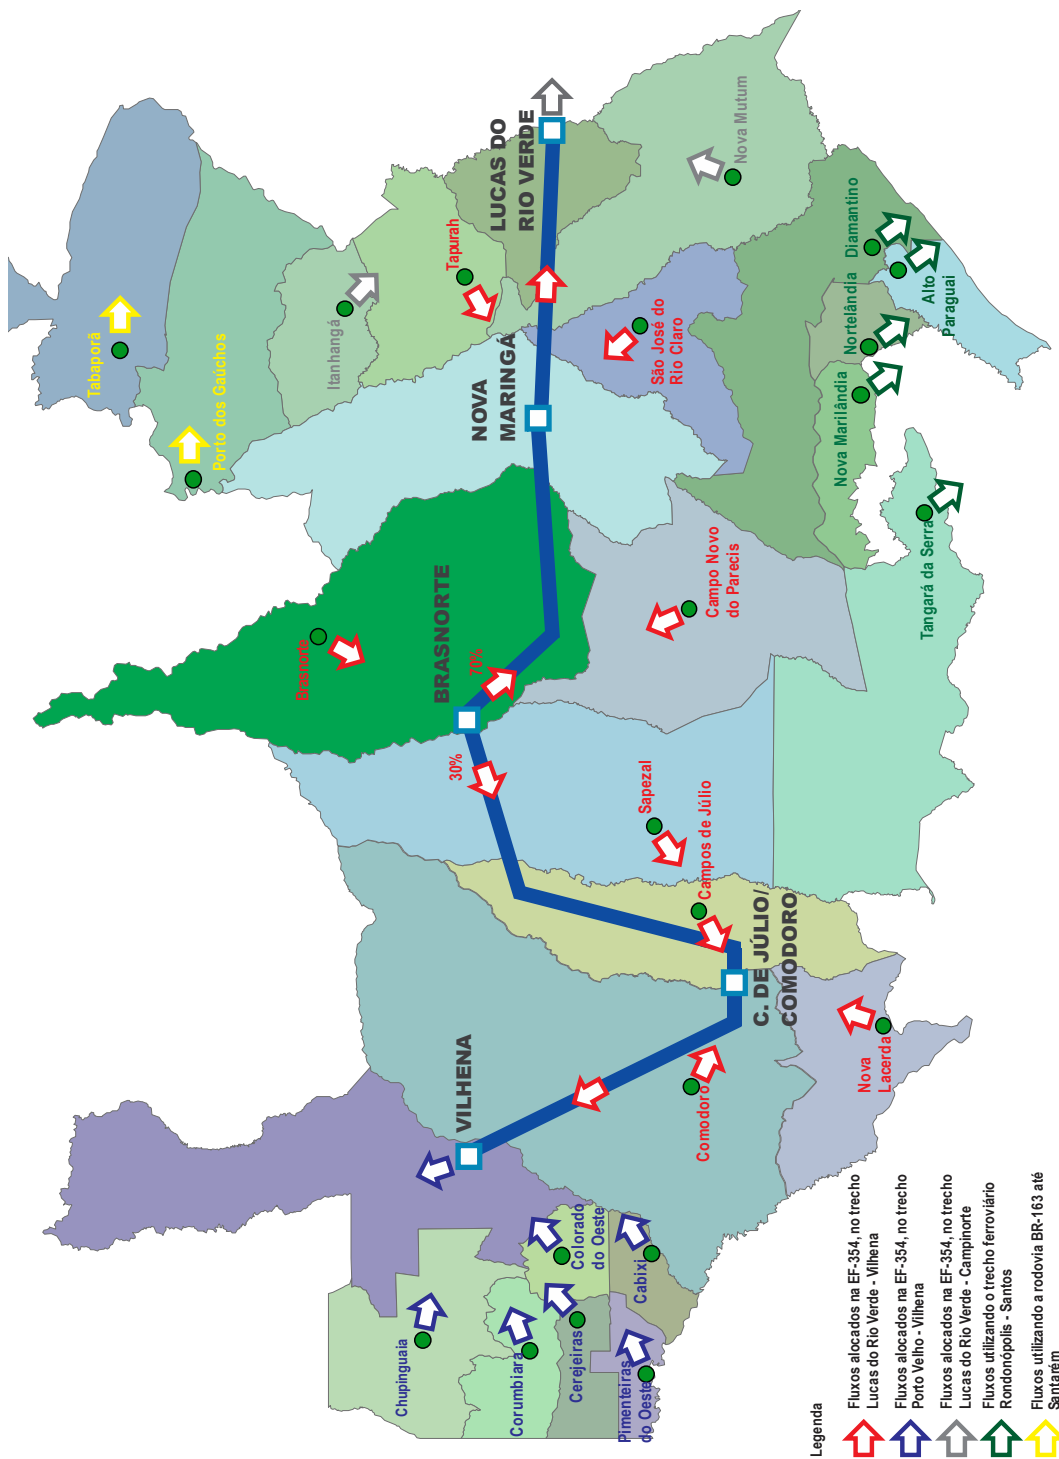 Tabaporã
Porto dos Gaúchos
Itanhangá
Tapurah
LUCAS DO
RIO VERDE
Nova Mutum
NOVA
MARINGÁ
São José do
Rio Claro
Diamantino
Alto
Paraguai
Nortelândia
Nova Marilândia
Tangará da Serra
Brasnorte
BRASNORTE
70%
30%
Campo Novo
do Parecis
Sapezal
Campos de Júlio
C. DE JÚLIO/
COMODORO
VILHENA
Comodoro
Nova
Lacerda
Chupinguaia
Corumbiara
Cerejeiras
Colorado
do Oeste
Cabixi
Pimenteiras
do Oeste
Legenda
Fluxos alocados na EF-354, no trecho
Lucas do Rio Verde - Vilhena
Fluxos alocados na EF-354, no trecho
Porto Velho - Vilhena
Fluxos alocados na EF-354, no trecho
Lucas do Rio Verde - Campinorte
Fluxos utilizando o trecho ferroviário
Rondonópolis - Santos
Fluxos utilizando a rodovia BR-163 até
Santarém